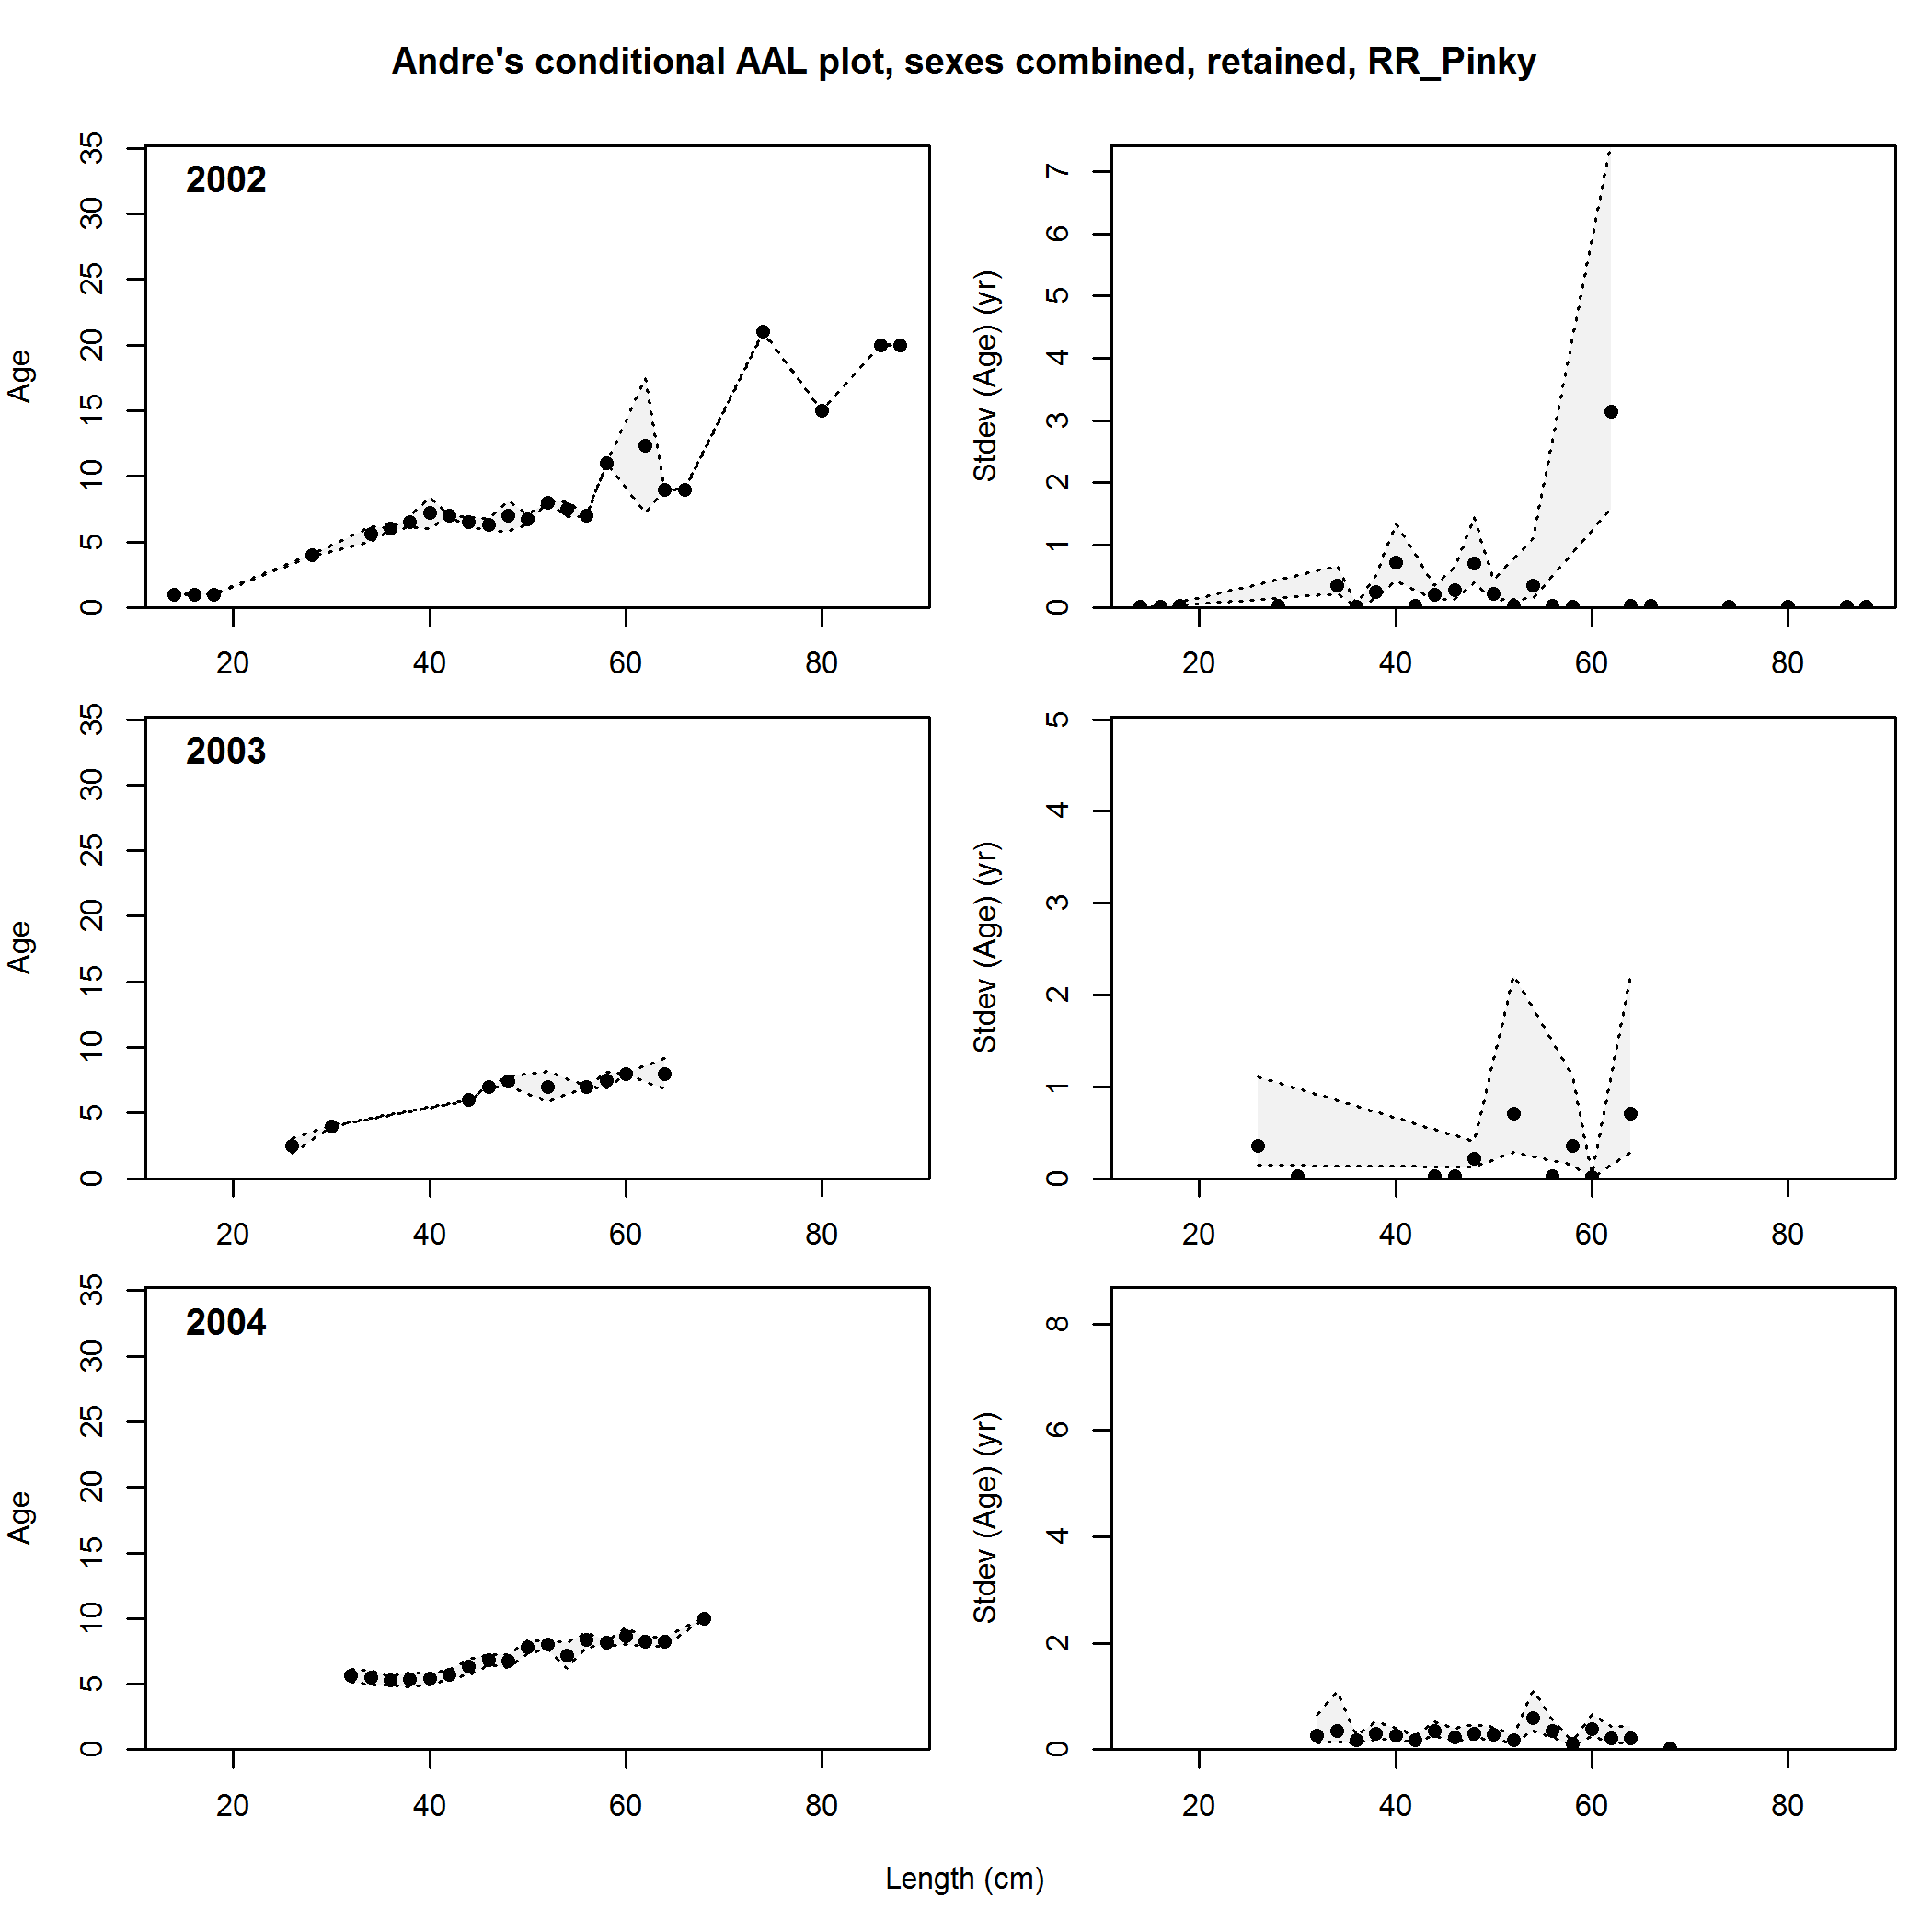 Andre's conditional AAL plot, sexes combined, retained, RR_Pinky
2002
Age
0 5 10 15 20 25 30 35
20 40 60 80
Stdev (Age) (yr)
0 1 2 3 4 5 6 7
20 40 60 80
2003
Age
0 5 10 15 20 25 30 35
20 40 60 80
Stdev (Age) (yr)
0 1 2 3 4 5
20 40 60 80
2004
Age
0 5 10 15 20 25 30 35
20 40 60 80
Stdev (Age) (yr)
0 2 4 6 8
20 40 60 80
Length (cm)